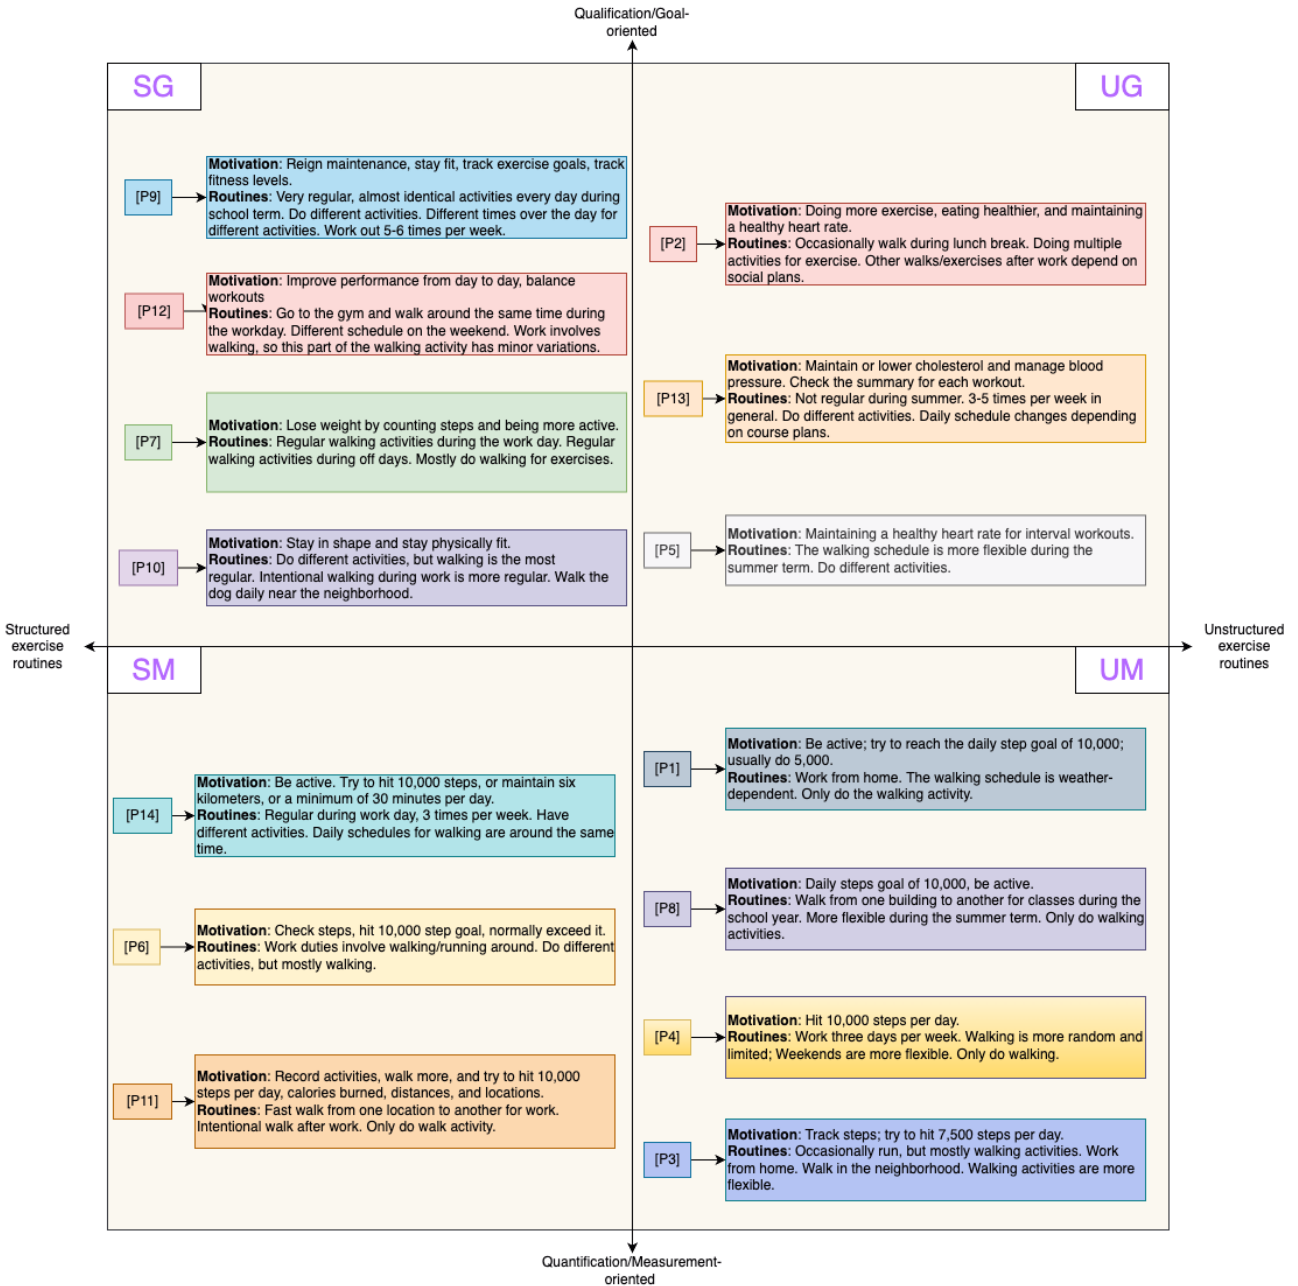 Qualification/Goal-
oriented
SG
UG
[P9]
Motivation: Reign maintenance, stay fit, track exercise goals, track
fitness levels.
Routines: Very regular, almost identical activities every day during
school term. Do different activities. Different times over the day for
different activities. Work out 5-6 times per week.
[P12]
Motivation: Improve performance from day to day, balance
workouts
Routines: Go to the gym and walk around the same time during
the workday. Different schedule on the weekend. Work involves
walking, so this part of the walking activity has minor variations.
[P7]
Motivation: Lose weight by counting steps and being more active.
Routines: Regular walking activities during the work day. Regular
walking activities during off days. Mostly do walking for exercises.
[P10]
Motivation: Stay in shape and stay physically fit.
Routines: Do different activities, but walking is the most
regular. Intentional walking during work is more regular. Walk the
dog daily near the neighborhood.
[P2]
Motivation: Doing more exercise, eating healthier, and maintaining
a healthy heart rate.
Routines: Occasionally walk during lunch break. Doing multiple
activities for exercise. Other walks/exercises after work depend on
social plans.
[P13]
Motivation: Maintain or lower cholesterol and manage blood
pressure. Check the summary for each workout.
Routines: Not regular during summer. 3-5 times per week in
general. Do different activities. Daily schedule changes depending
on course plans.
[P5]
Motivation: Maintaining a healthy heart rate for interval workouts.
Routines: The walking schedule is more flexible during the
summer term. Do different activities.
Structured
exercise
routines
Unstructured
exercise
routines
SM
UM
[P14]
Motivation: Be active. Try to hit 10,000 steps, or maintain six
kilometers, or a minimum of 30 minutes per day.
Routines: Regular during work day, 3 times per week. Have
different activities. Daily schedules for walking are around the same
time.
[P6]
Motivation: Check steps, hit 10,000 step goal, normally exceed it.
Routines: Work duties involve walking/running around. Do different
activities, but mostly walking.
[P11]
Motivation: Record activities, walk more, and try to hit 10,000
steps per day, calories burned, distances, and locations.
Routines: Fast walk from one location to another for work.
Intentional walk after work. Only do walk activity.
[P1]
Motivation: Be active; try to reach the daily step goal of 10,000;
usually do 5,000.
Routines: Work from home. The walking schedule is weather-
dependent. Only do the walking activity.
[P8]
Motivation: Daily steps goal of 10,000, be active.
Routines: Walk from one building to another for classes during the
school year. More flexible during the summer term. Only do walking
activities.
[P4]
Motivation: Hit 10,000 steps per day.
Routines: Work three days per week. Walking is more random and
limited; Weekends are more flexible. Only do walking.
[P3]
Motivation: Track steps; try to hit 7,500 steps per day.
Routines: Occasionally run, but mostly walking activities. Work
from home. Walk in the neighborhood. Walking activities are more
flexible.
Quantification/Measurement-
oriented